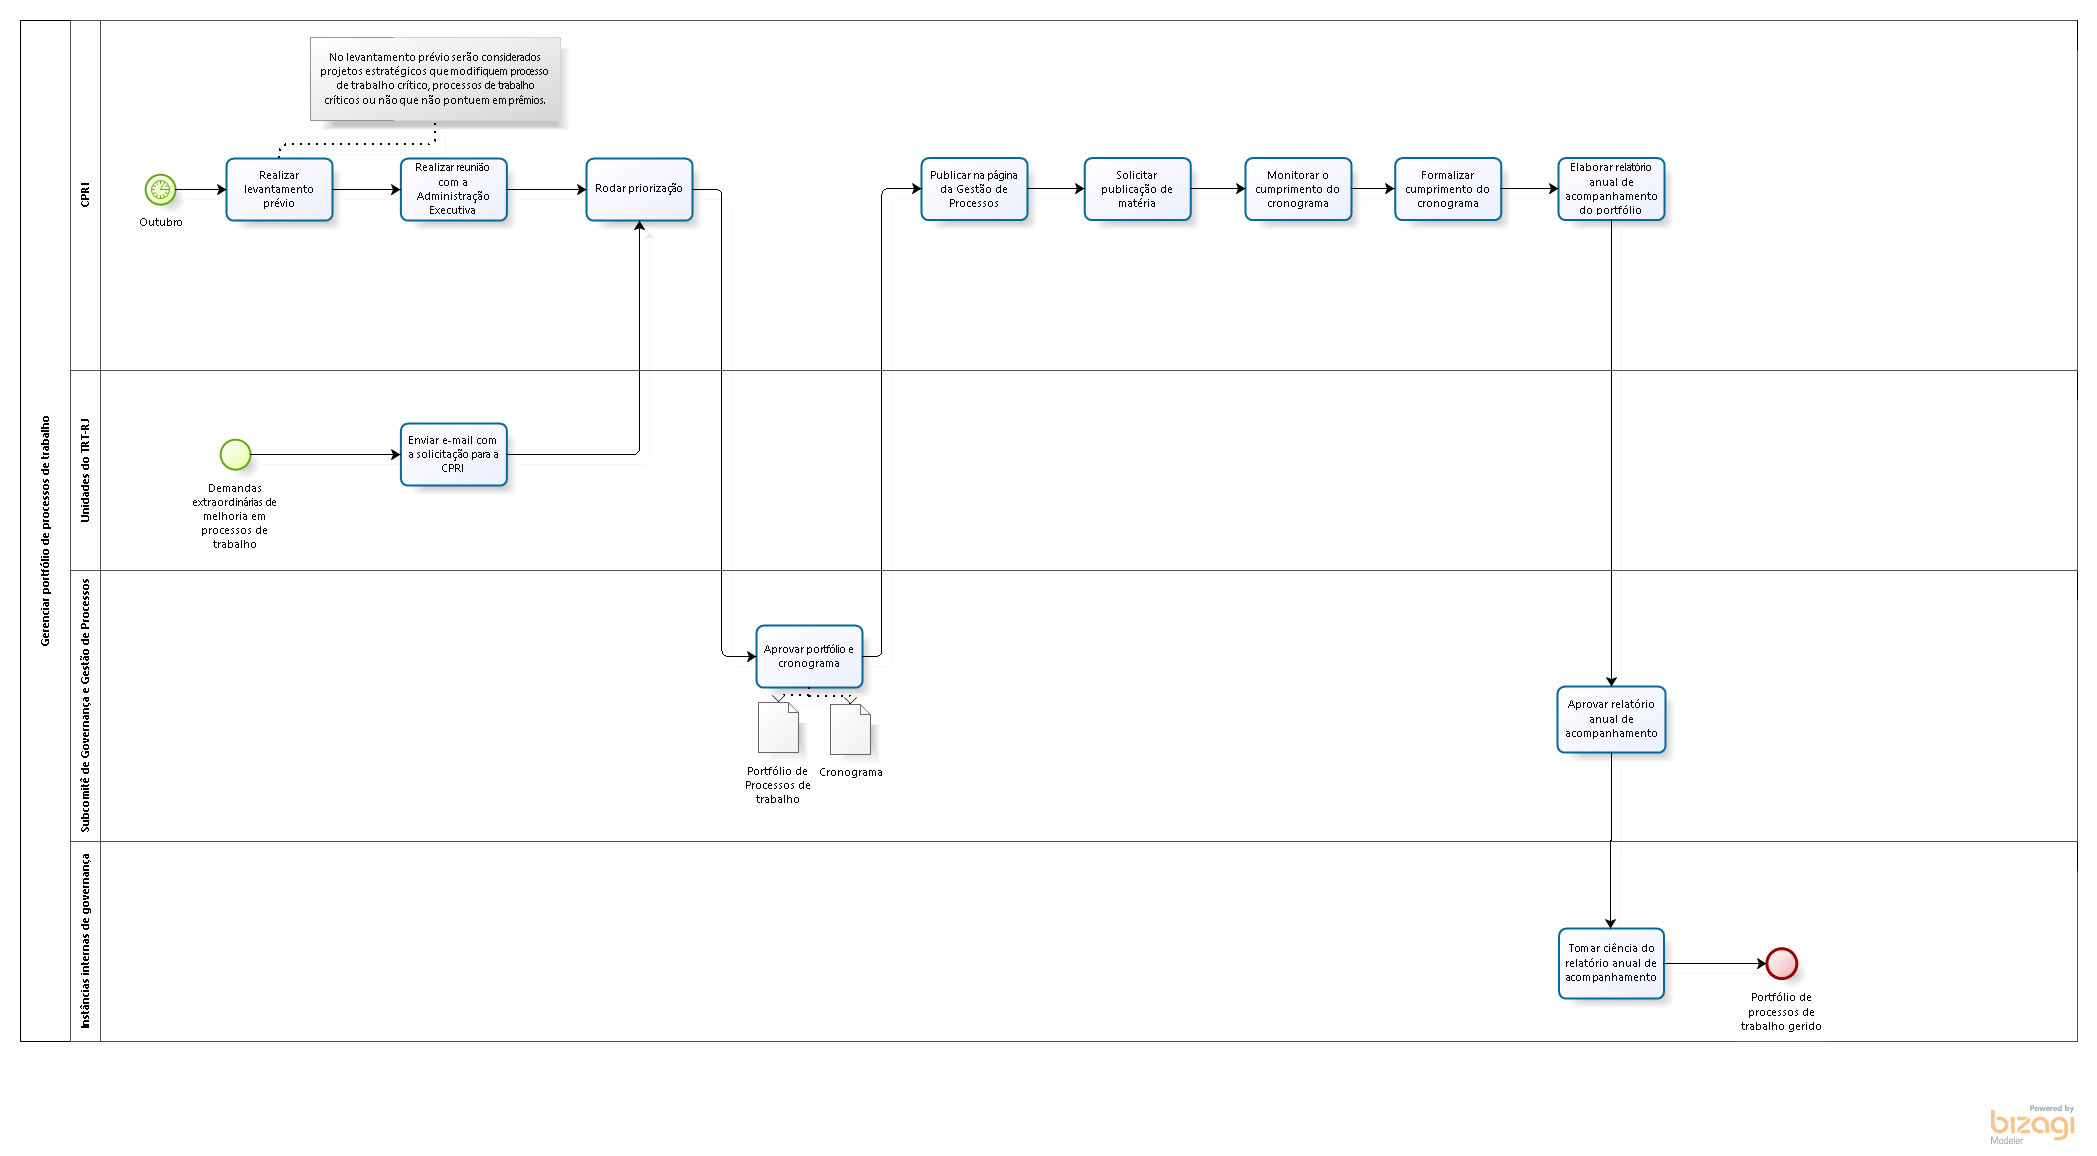 Gerenciar portfólio de processos de trabalho
CPRI
No levantamento prévio serão considerados
projetos estratégicos que modifiquem processo
de trabalho crítico, processos de trabalho
críticos ou não que não pontuem em prêmios.
Outubro
Realizar
levantamento
prévio
Realizar reunião
com a
Administração
Executiva
Rodar priorização
Publicar na página
da Gestão de
Processos
Solicitar
publicação de
matéria
Monitorar o
cumprimento do
cronograma
Formalizar
cumprimento do
cronograma
Elaborar relatório
anual de
acompanhamento
do portfólio
Unidades do TRT-RJ
Demandas
extraordinárias de
melhoria em
processos de
trabalho
Enviar e-mail com
a solicitação para a
CPRI
Subcomitê de Governança e Gestão de Processos
Aprovar portfólio e
cronograma
Portfólio de
Processos de
trabalho
Cronograma
Aprovar relatório
anual de
acompanhamento
Instâncias internas de governança
Tomar ciência do
relatório anual de
acompanhamento
Portfólio de
processos de
trabalho gerido
Powered by
bizagi
Modeler